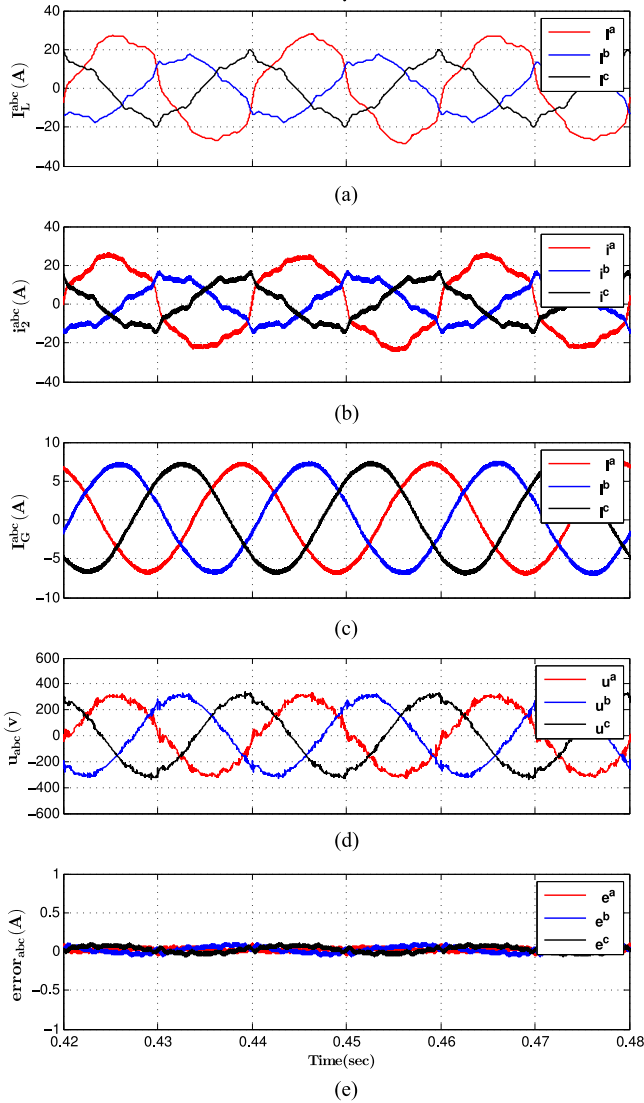 40
20
0
−20
40
I_L^abc (A)
I^a
I^b
I^c
(a)
40
20
0
−20
−40
i_2^abc (A)
i^a
i^b
i^c
(b)
10
5
0
−5
−10
I_G^abc (A)
I^a
I^b
I^c
(c)
600
400
200
0
−200
−400
−600
u_abc (v)
u^a
u^b
u^c
(d)
1
0.5
0
−0.5
−1
error_abc (A)
e^a
e^b
e^c
0.42 0.43 0.44 0.45 0.46 0.47 0.48
Time(sec)
(e)